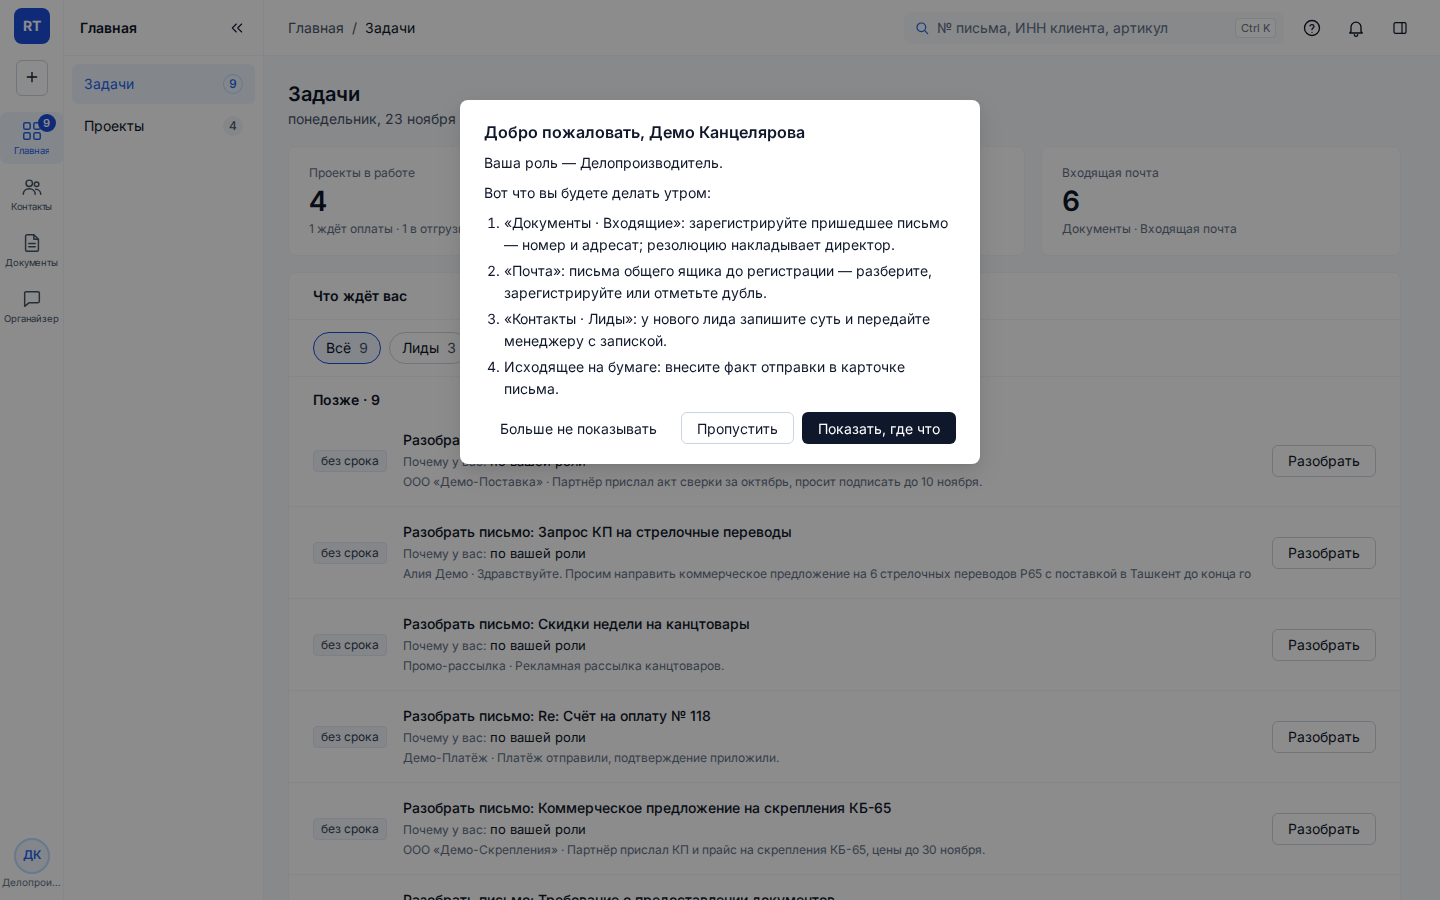 RT
Главная
Главная / Задачи
№ письма, ИНН клиента, артикул
Ctrl K
Задачи 9
Проекты 4
9
Главная
Контакты
Документы
Органайзер
ДК
Делопрои...
Задачи
понедельник, 23 ноября
Проекты в работе
4
1 ждёт оплаты · 1 в отгруз
Входящая почта
6
Документы · Входящая почта
Что ждёт вас
Всё 9
Лиды 3
Добро пожаловать, Демо Канцелярова
Ваша роль — Делопроизводитель.
Вот что вы будете делать утром:
1. «Документы · Входящие»: зарегистрируйте пришедшее письмо
— номер и адресат; резолюцию накладывает директор.
2. «Почта»: письма общего ящика до регистрации — разберите,
зарегистрируйте или отметьте дубль.
3. «Контакты · Лиды»: у нового лида запишите суть и передайте
менеджеру с запиской.
4. Исходящее на бумаге: внесите факт отправки в карточке
письма.
Больше не показывать
Пропустить
Показать, где что
Позже · 9
без срока
Разобра
Почему у
ООО «Демо-Поставка» · Партнёр прислал акт сверки за октябрь, просит подписать до 10 ноября.
Разобрать
без срока
Разобрать письмо: Запрос КП на стрелочные переводы
Почему у вас: по вашей роли
Алия Демо · Здравствуйте. Просим направить коммерческое предложение на 6 стрелочных переводов Р65 с поставкой в Ташкент до конца го
Разобрать
без срока
Разобрать письмо: Скидки недели на канцтовары
Почему у вас: по вашей роли
Промо-рассылка · Рекламная рассылка канцтоваров.
Разобрать
без срока
Разобрать письмо: Re: Счёт на оплату № 118
Почему у вас: по вашей роли
Демо-Платёж · Платёж отправили, подтверждение приложили.
Разобрать
без срока
Разобрать письмо: Коммерческое предложение на скрепления КБ-65
Почему у вас: по вашей роли
ООО «Демо-Скрепления» · Партнёр прислал КП и прайс на скрепления КБ-65, цены до 30 ноября.
Разобрать
Разобрать письмо: Требование о предоставлении документов